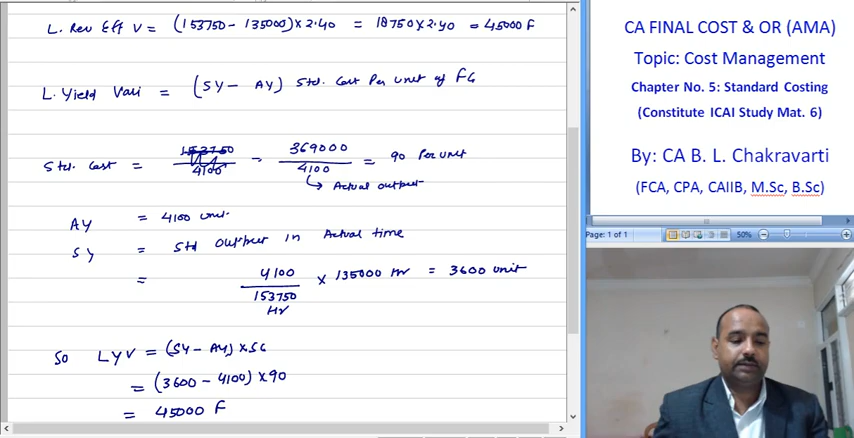 L. Rev Eff V = (153750 - 135000) × 2.40 = 18750 × 2.40 = 45000 F
L. Yield Vari = (SY - AY) Std. Cost Per unit of FG
Std. Cost = 153750/4100 - 369000/4100 = 90 Per unit
→ Actual output
AY = 4100 unit
SY = Std Output in Actual time
= 4100/153750 Hr × 135000 Hr = 3600 unit
So LYV = (SY - AY) × SC
= (3600 - 4100) × 90
= 45000 F
CA FINAL COST & OR (AMA)
Topic: Cost Management
Chapter No. 5: Standard Costing
(Constitute ICAI Study Mat. 6)
By: CA B. L. Chakravarti
(FCA, CPA, CAIIB, M.Sc, B.Sc)
Page: 1 of 1
50%